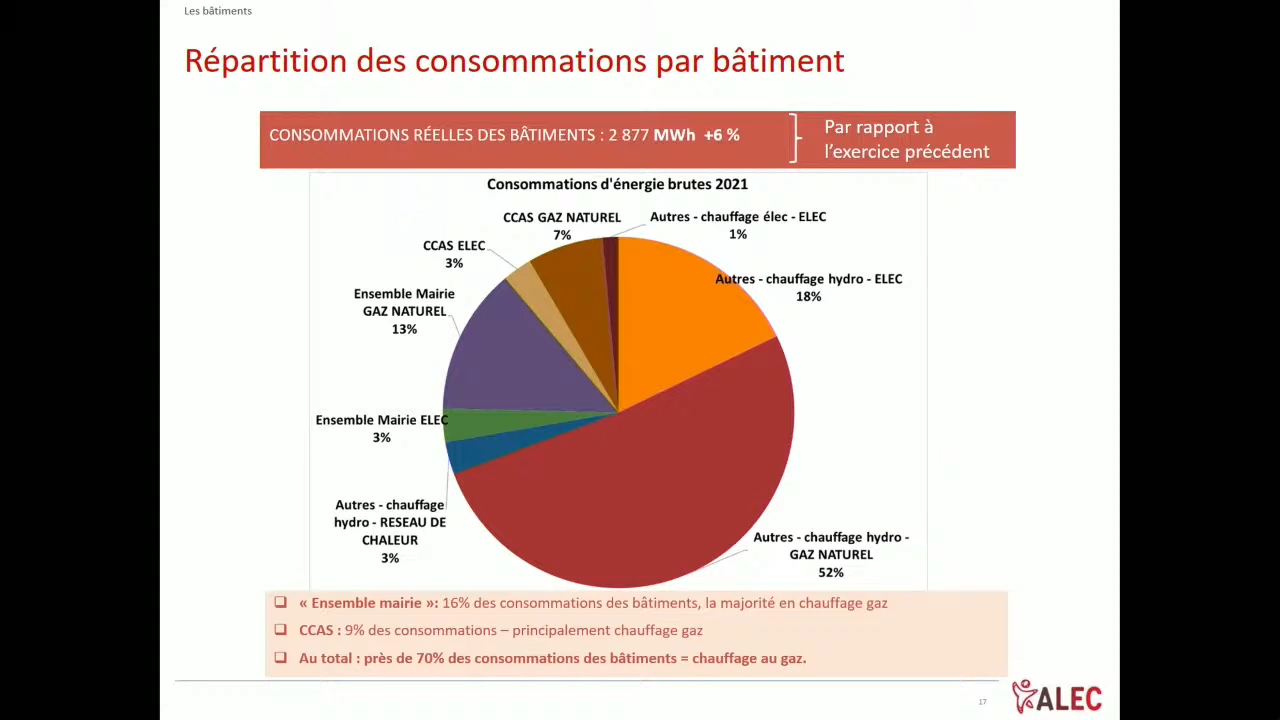 Les bâtiments
Répartition des consommations par bâtiment
CONSOMMATIONS RÉELLES DES BÂTIMENTS : 2 877 MWh +6 %
Par rapport à
l’exercice précédent
Consommations d'énergie brutes 2021
CCAS GAZ NATUREL
7%
Autres - chauffage élec - ELEC
1%
CCAS ELEC
3%
Autres - chauffage hydro - ELEC
18%
Ensemble Mairie
GAZ NATUREL
13%
Ensemble Mairie ELEC
3%
Autres - chauffage
hydro - RESEAU DE
CHALEUR
3%
Autres - chauffage hydro -
GAZ NATUREL
52%
« Ensemble mairie »: 16% des consommations des bâtiments, la majorité en chauffage gaz
CCAS : 9% des consommations – principalement chauffage gaz
Au total : près de 70% des consommations des bâtiments = chauffage au gaz.
17
ALEC